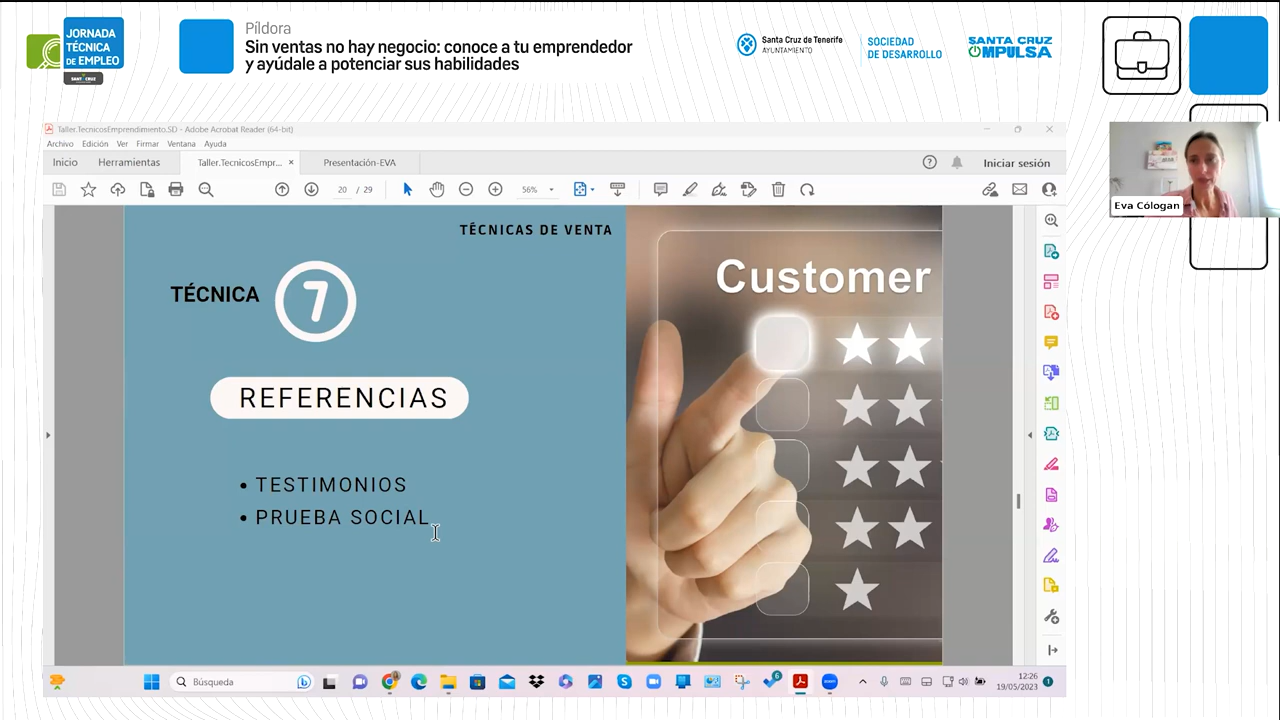 JORNADA
TÉCNICA
DE EMPLEO
Píldora
Sin ventas no hay negocio: conoce a tu emprendedor
y ayúdale a potenciar sus habilidades
Santa Cruz de Tenerife
AYUNTAMIENTO
SOCIEDAD
DE DESARROLLO
SANTA CRUZ
Taller.TecnicosEmprendimiento.SD - Adobe Acrobat Reader (64-bit)
Archivo Edición Ver Firmar Ventana Ayuda
Inicio Herramientas Taller.TecnicosEmpr... × Presentación-EVA Iniciar sesión
20 / 29 56%
Eva Cólogan
TÉCNICAS DE VENTA
TÉCNICA 7
REFERENCIAS
• TESTIMONIOS
• PRUEBA SOCIAL
Customer
Búsqueda
12:26
19/05/2023